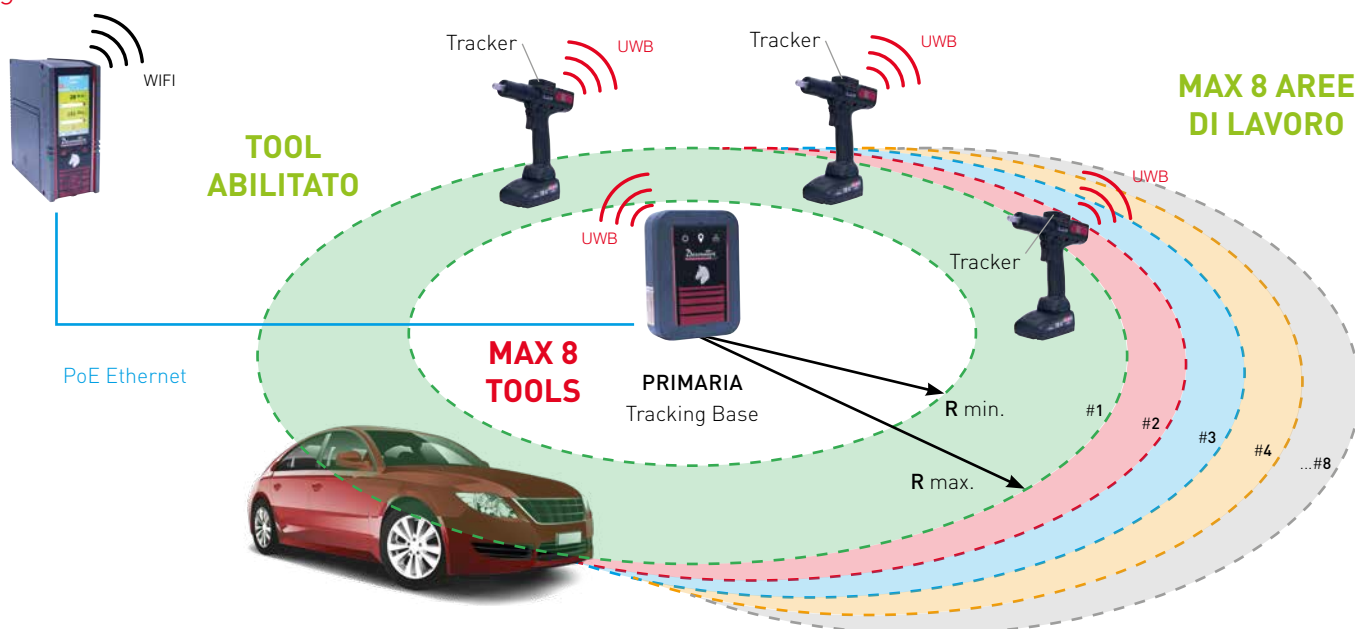 WIFI
Tracker
UWB
Tracker
UWB
MAX 8 AREE
DI LAVORO
TOOL
ABILITATO
UWB
UWB
Desoutter
Tracker
PoE Ethernet
MAX 8
TOOLS
PRIMARIA
Tracking Base
R min.
R max.
#1
#2
#3
#4
...#8